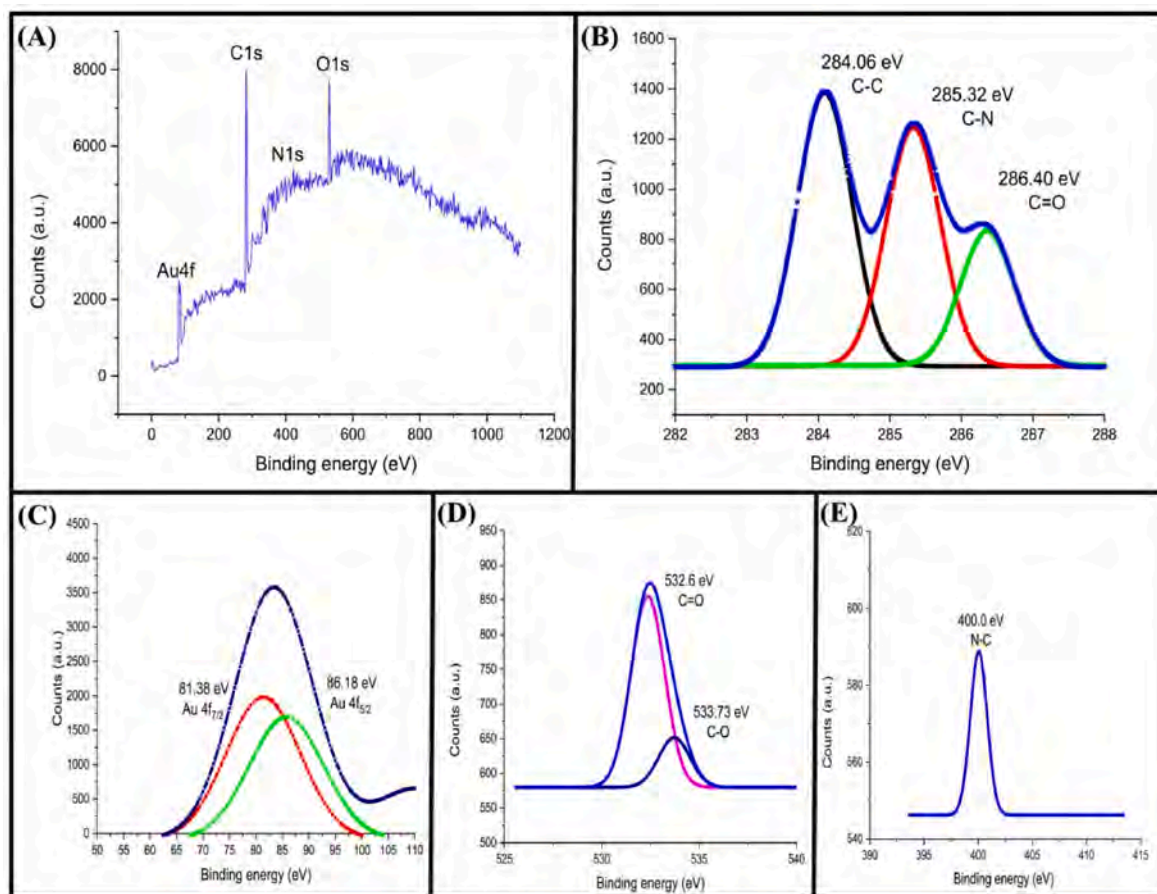 (A)
C1s
O1s
N1s
Au4f
8000
6000
4000
2000
0
Counts (a.u.)
0 200 400 600 800 1000 1200
Binding energy (eV)
(B)
284.06 eV
C-C
285.32 eV
C-N
286.40 eV
C=O
1600
1400
1200
1000
800
600
400
200
Counts (a.u.)
282 283 284 285 286 287 288
Binding energy (eV)
(C)
4500
4000
3500
3000
2500
2000
1500
1000
500
0
Counts (a.u.)
81.38 eV
Au 4f7/2
86.18 eV
Au 4f5/2
50 55 60 65 70 75 80 85 90 95 100 105 110
Binding energy (eV)
(D)
950
900
850
800
750
700
650
600
550
500
Counts (a.u.)
532.6 eV
C=O
533.73 eV
C-O
525 530 535 540
Binding energy (eV)
(E)
620
600
580
560
540
Counts (a.u.)
400.0 eV
N-C
390 395 400 405 410 415
Binding energy (eV)